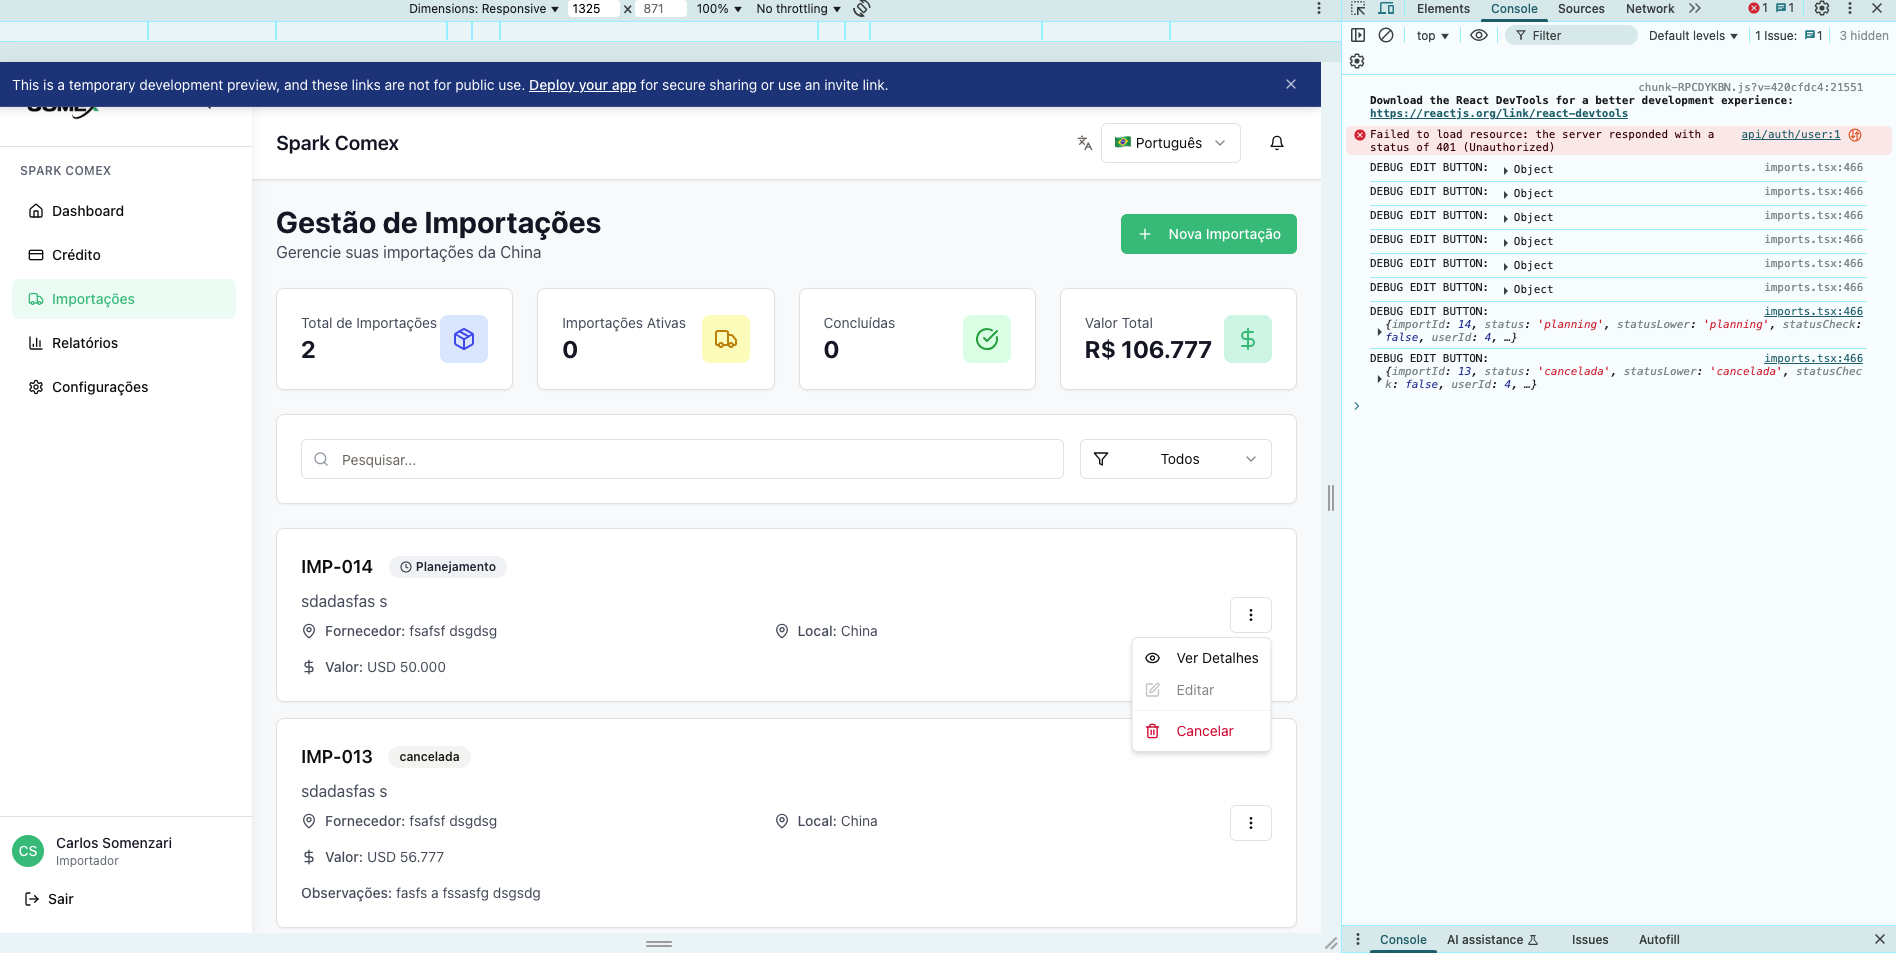 Dimensions: Responsive 1325 x 871 100% No throttling
This is a temporary development preview, and these links are not for public use. Deploy your app for secure sharing or use an invite link.
SPARK COMEX
Dashboard
Crédito
Importações
Relatórios
Configurações
Carlos Somenzari
CS
Importador
Sair
Spark Comex
Português
Gestão de Importações
Gerencie suas importações da China
Nova Importação
Total de Importações
2
Importações Ativas
0
Concluídas
0
Valor Total
R$ 106.777
Pesquisar...
Todos
IMP-014 Planejamento
sdadasfas s
Fornecedor: fsafsf dsgdsg
Local: China
Valor: USD 50.000
Ver Detalhes
Editar
Cancelar
IMP-013 cancelada
sdadasfas s
Fornecedor: fsafsf dsgdsg
Local: China
Valor: USD 56.777
Observações: fasfs a fssasfg dsgsdg
Elements Console Sources Network 1 1
top Filter Default levels 1 Issue: 1 3 hidden
chunk-RPCDYKBN.js?v=420cfdc4:21551
Download the React DevTools for a better development experience:
https://reactjs.org/link/react-devtools
Failed to load resource: the server responded with a api/auth/user:1
status of 401 (Unauthorized)
DEBUG EDIT BUTTON: Object imports.tsx:466
DEBUG EDIT BUTTON: Object imports.tsx:466
DEBUG EDIT BUTTON: Object imports.tsx:466
DEBUG EDIT BUTTON: Object imports.tsx:466
DEBUG EDIT BUTTON: Object imports.tsx:466
DEBUG EDIT BUTTON: Object imports.tsx:466
DEBUG EDIT BUTTON: imports.tsx:466
{importId: 14, status: 'planning', statusLower: 'planning', statusCheck:
false, userId: 4, …}
DEBUG EDIT BUTTON: imports.tsx:466
{importId: 13, status: 'cancelada', statusLower: 'cancelada', statusChec
k: false, userId: 4, …}
Console AI assistance Issues Autofill